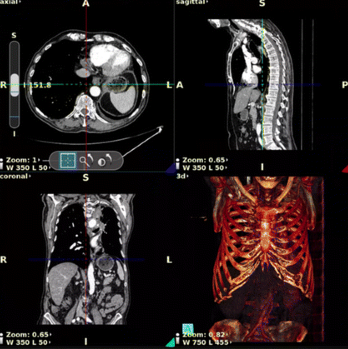 axial
A
S
R
151.8
L
I
Zoom: 1
W 350 L 50
sagittal
S
A
P
Zoom: 0.65
W 350 L 50
I
coronal
S
R
L
Zoom: 0.65
W 350 L 50
I
3d
Zoom: 0.82
W 750 L 455